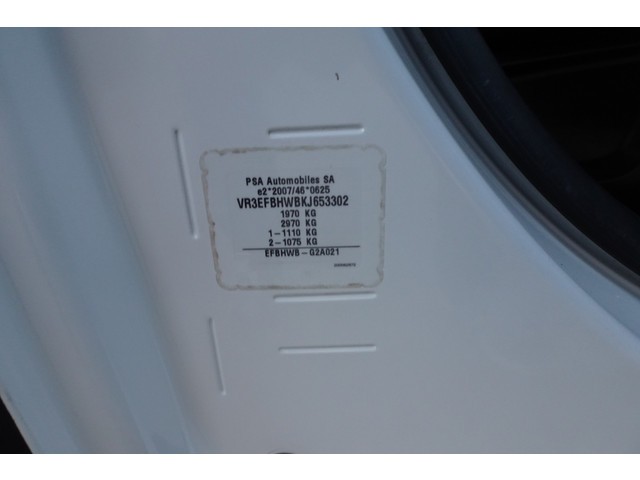 PSA Automobiles SA
e2*2007/46*0625
VR3EFBHWBKJ653302
1970 KG
2970 KG
1-1110 KG
2-1075 KG
EFBHWB-G2A021